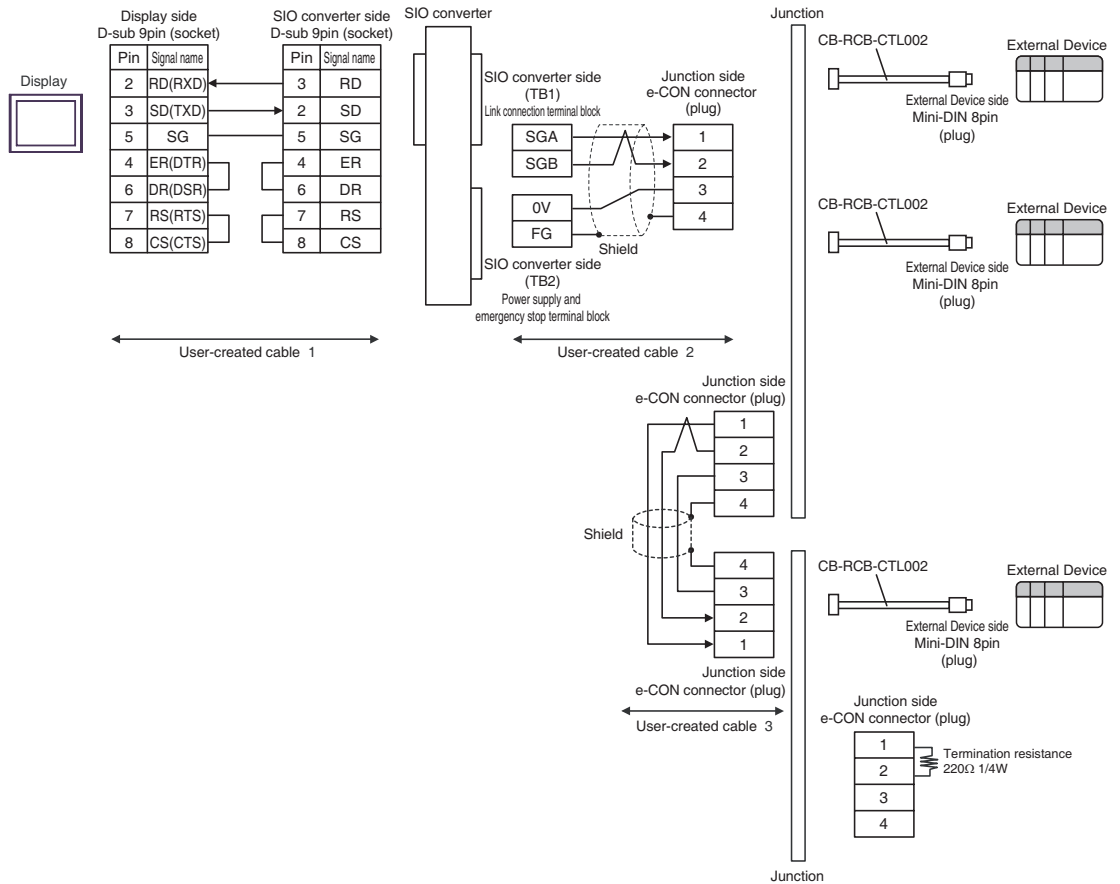 Display side
D-sub 9pin (socket)
SIO converter side
D-sub 9pin (socket)
SIO converter
Junction
Display
Pin Signal name
2 RD(RXD)
3 SD(TXD)
5 SG
4 ER(DTR)
6 DR(DSR)
7 RS(RTS)
8 CS(CTS)
Pin Signal name
3 RD
2 SD
5 SG
4 ER
6 DR
7 RS
8 CS
User-created cable 1
SIO converter side
(TB1)
Link connection terminal block
SGA
SGB
0V
FG
Shield
SIO converter side
(TB2)
Power supply and
emergency stop terminal block
Junction side
e-CON connector
(plug)
1
2
3
4
User-created cable 2
CB-RCB-CTL002
External Device
External Device side
Mini-DIN 8pin
(plug)
CB-RCB-CTL002
External Device
External Device side
Mini-DIN 8pin
(plug)
Junction side
e-CON connector (plug)
1
2
3
4
Shield
4
3
2
1
Junction side
e-CON connector (plug)
User-created cable 3
CB-RCB-CTL002
External Device
External Device side
Mini-DIN 8pin
(plug)
Junction side
e-CON connector (plug)
1
2
3
4
Termination resistance
220Ω 1/4W
Junction